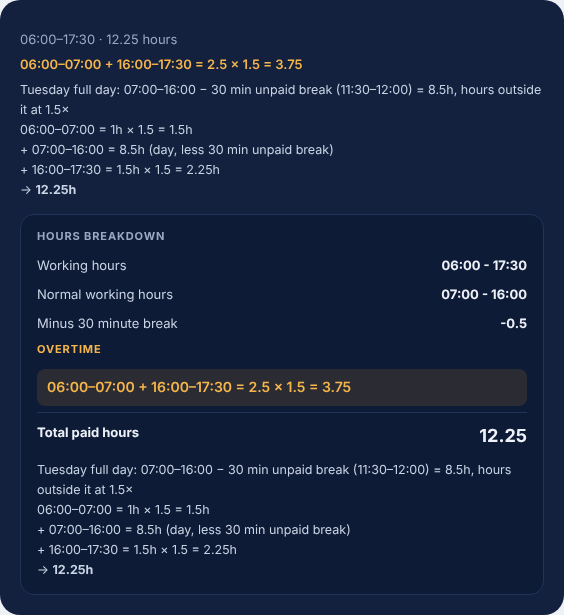 06:00–17:30 · 12.25 hours
06:00–07:00 + 16:00–17:30 = 2.5 × 1.5 = 3.75
Tuesday full day: 07:00–16:00 − 30 min unpaid break (11:30–12:00) = 8.5h, hours outside
it at 1.5×
06:00–07:00 = 1h × 1.5 = 1.5h
+ 07:00–16:00 = 8.5h (day, less 30 min unpaid break)
+ 16:00–17:30 = 1.5h × 1.5 = 2.25h
→ 12.25h
HOURS BREAKDOWN
Working hours 06:00 - 17:30
Normal working hours 07:00 - 16:00
Minus 30 minute break -0.5
OVERTIME
06:00–07:00 + 16:00–17:30 = 2.5 × 1.5 = 3.75
Total paid hours 12.25
Tuesday full day: 07:00–16:00 − 30 min unpaid break (11:30–12:00) = 8.5h, hours
outside it at 1.5×
06:00–07:00 = 1h × 1.5 = 1.5h
+ 07:00–16:00 = 8.5h (day, less 30 min unpaid break)
+ 16:00–17:30 = 1.5h × 1.5 = 2.25h
→ 12.25h